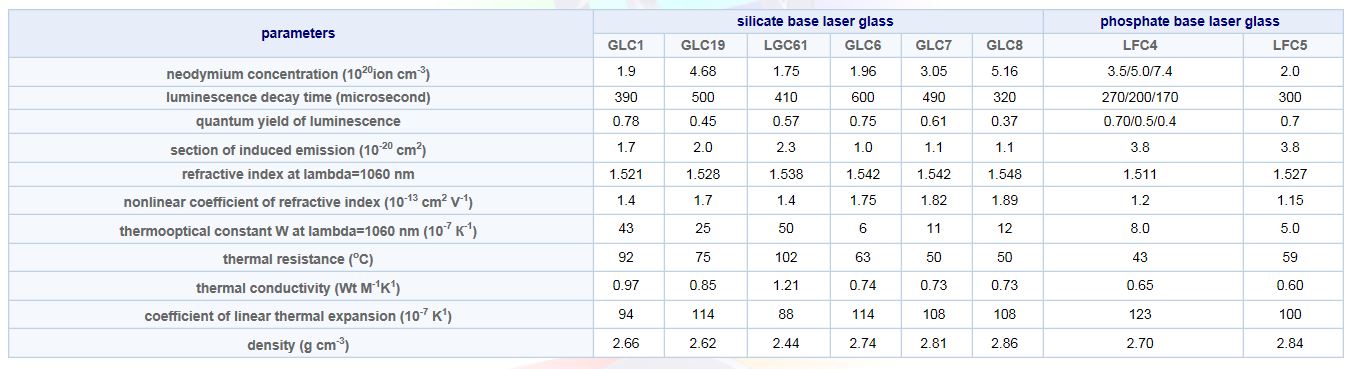 parameters silicate base laser glass phosphate base laser glass
GLC1 GLC19 LGC61 GLC6 GLC7 GLC8 LFC4 LFC5
neodymium concentration (10²⁰ion cm⁻³) 1.9 4.68 1.75 1.96 3.05 5.16 3.5/5.0/7.4 2.0
luminescence decay time (microsecond) 390 500 410 600 490 320 270/200/170 300
quantum yield of luminescence 0.78 0.45 0.57 0.75 0.61 0.37 0.70/0.5/0.4 0.7
section of induced emission (10⁻²⁰ cm²) 1.7 2.0 2.3 1.0 1.1 1.1 3.8 3.8
refractive index at lambda=1060 nm 1.521 1.528 1.538 1.542 1.542 1.548 1.511 1.527
nonlinear coefficient of refractive index (10⁻¹³ cm² V⁻¹) 1.4 1.7 1.4 1.75 1.82 1.89 1.2 1.15
thermooptical constant W at lambda=1060 nm (10⁻⁷ K⁻¹) 43 25 50 6 11 12 8.0 5.0
thermal resistance (°C) 92 75 102 63 50 50 43 59
thermal conductivity (Wt M⁻¹K¹) 0.97 0.85 1.21 0.74 0.73 0.73 0.65 0.60
coefficient of linear thermal expansion (10⁻⁷ K¹) 94 114 88 114 108 108 123 100
density (g cm⁻³) 2.66 2.62 2.44 2.74 2.81 2.86 2.70 2.84